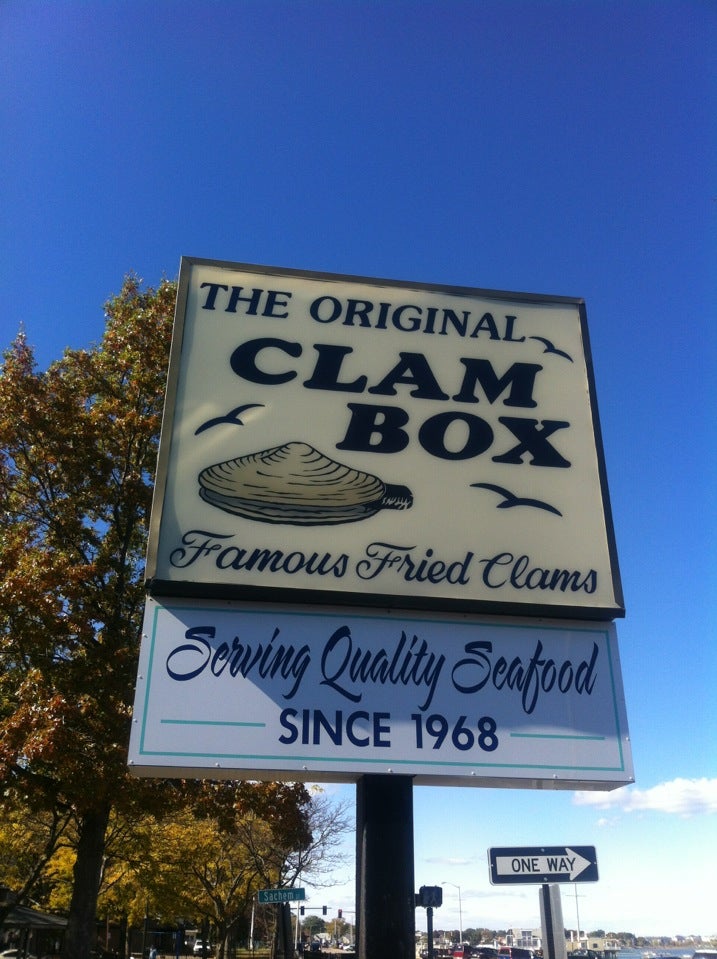 THE ORIGINAL
CLAM
BOX
Famous Fried Clams
Serving Quality Seafood
SINCE 1968
ONE WAY
Sachem